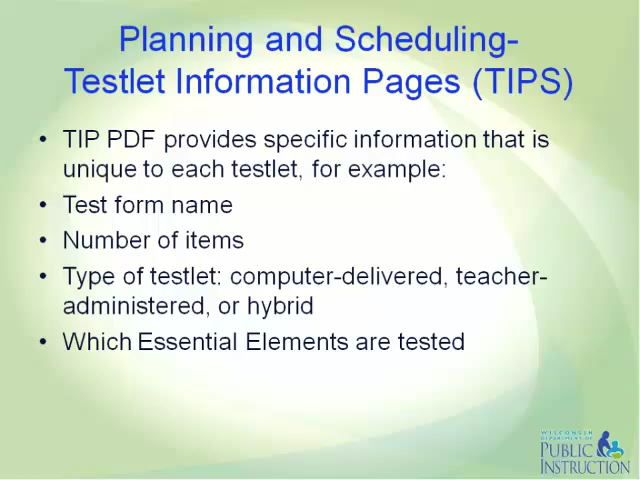 Planning and Scheduling-
Testlet Information Pages (TIPS)
• TIP PDF provides specific information that is
unique to each testlet, for example:
• Test form name
• Number of items
• Type of testlet: computer-delivered, teacher-
administered, or hybrid
• Which Essential Elements are tested
WISCONSIN
DEPARTMENT OF
PUBLIC
INSTRUCTION